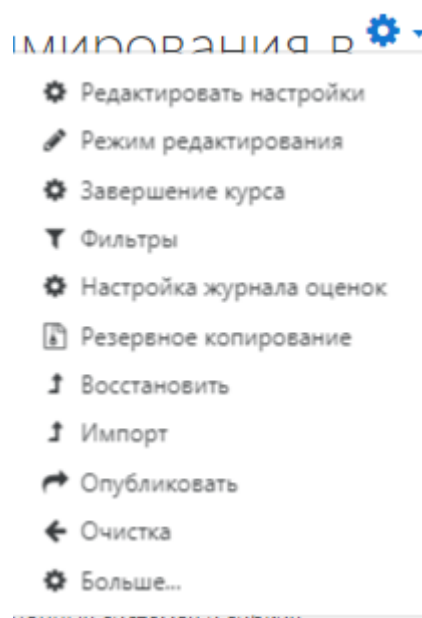 Редактировать настройки
Режим редактирования
Завершение курса
Фильтры
Настройка журнала оценок
Резервное копирование
Восстановить
Импорт
Опубликовать
Очистка
Больше...